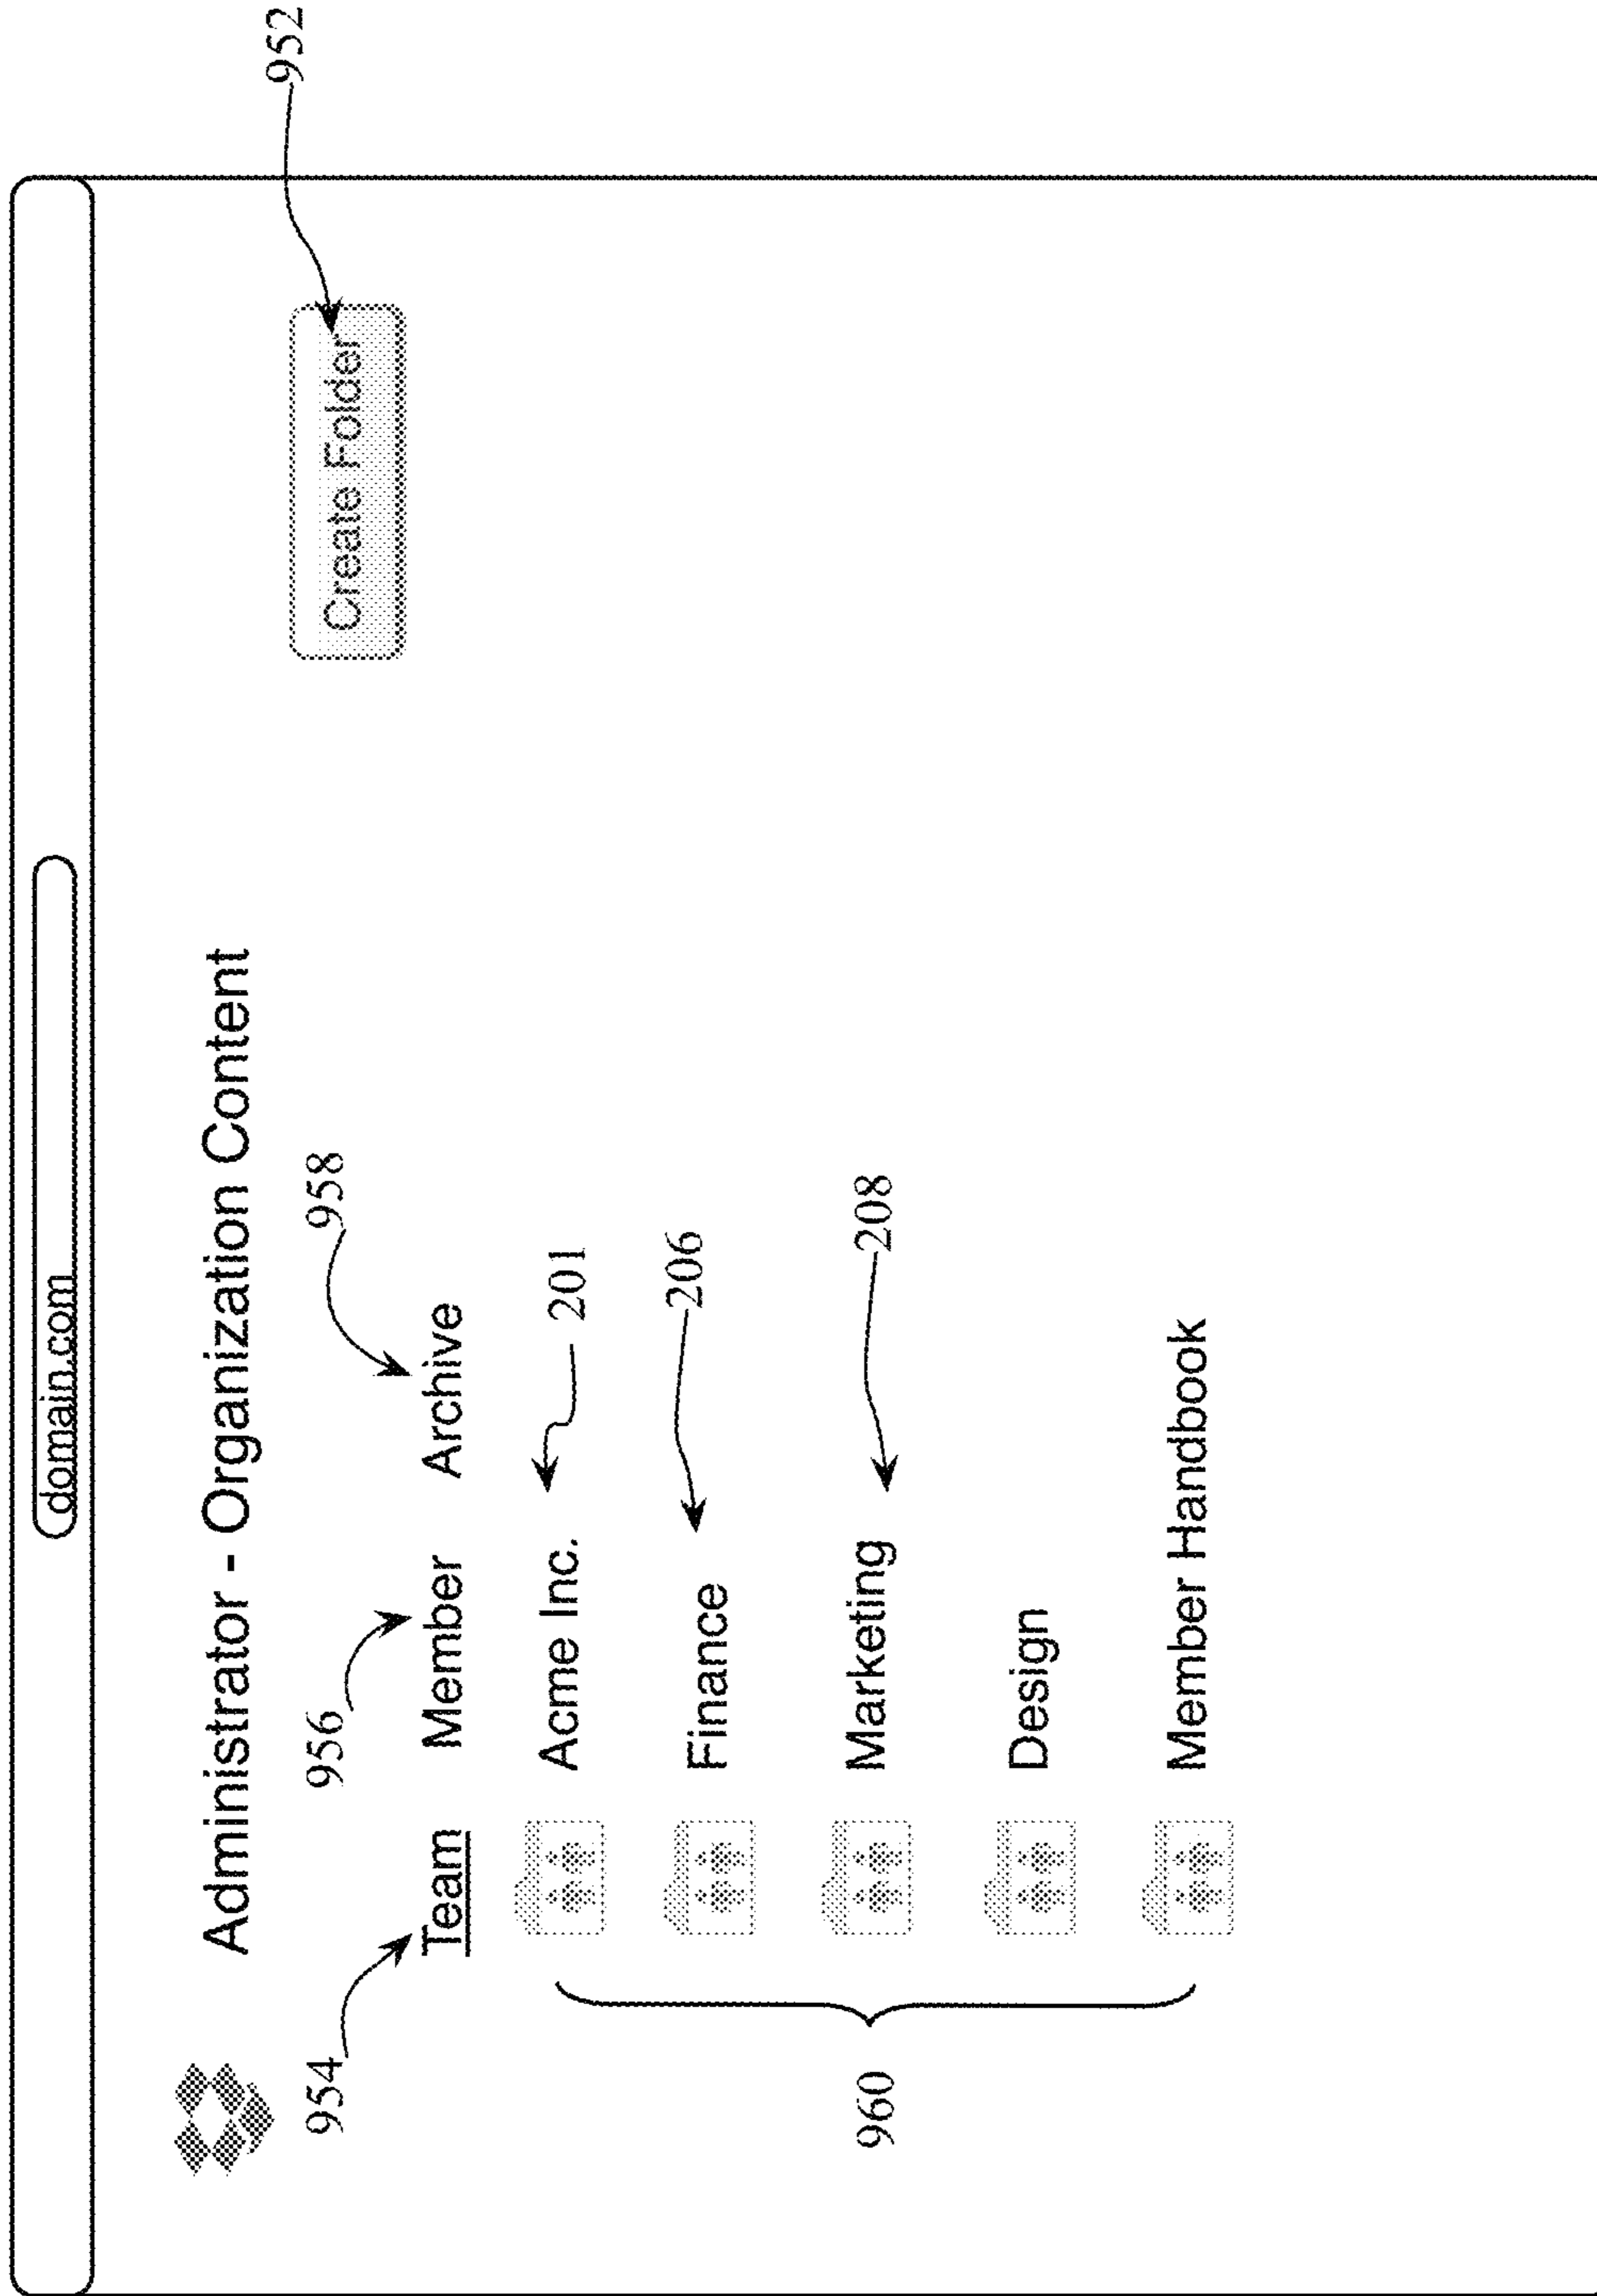 952
domain.com
Administrator - Organization Content
954 956 958
Create Folder
Team Member Archive
Acme Inc. 201
Finance 206
960
Marketing 208
Design
Member Handbook